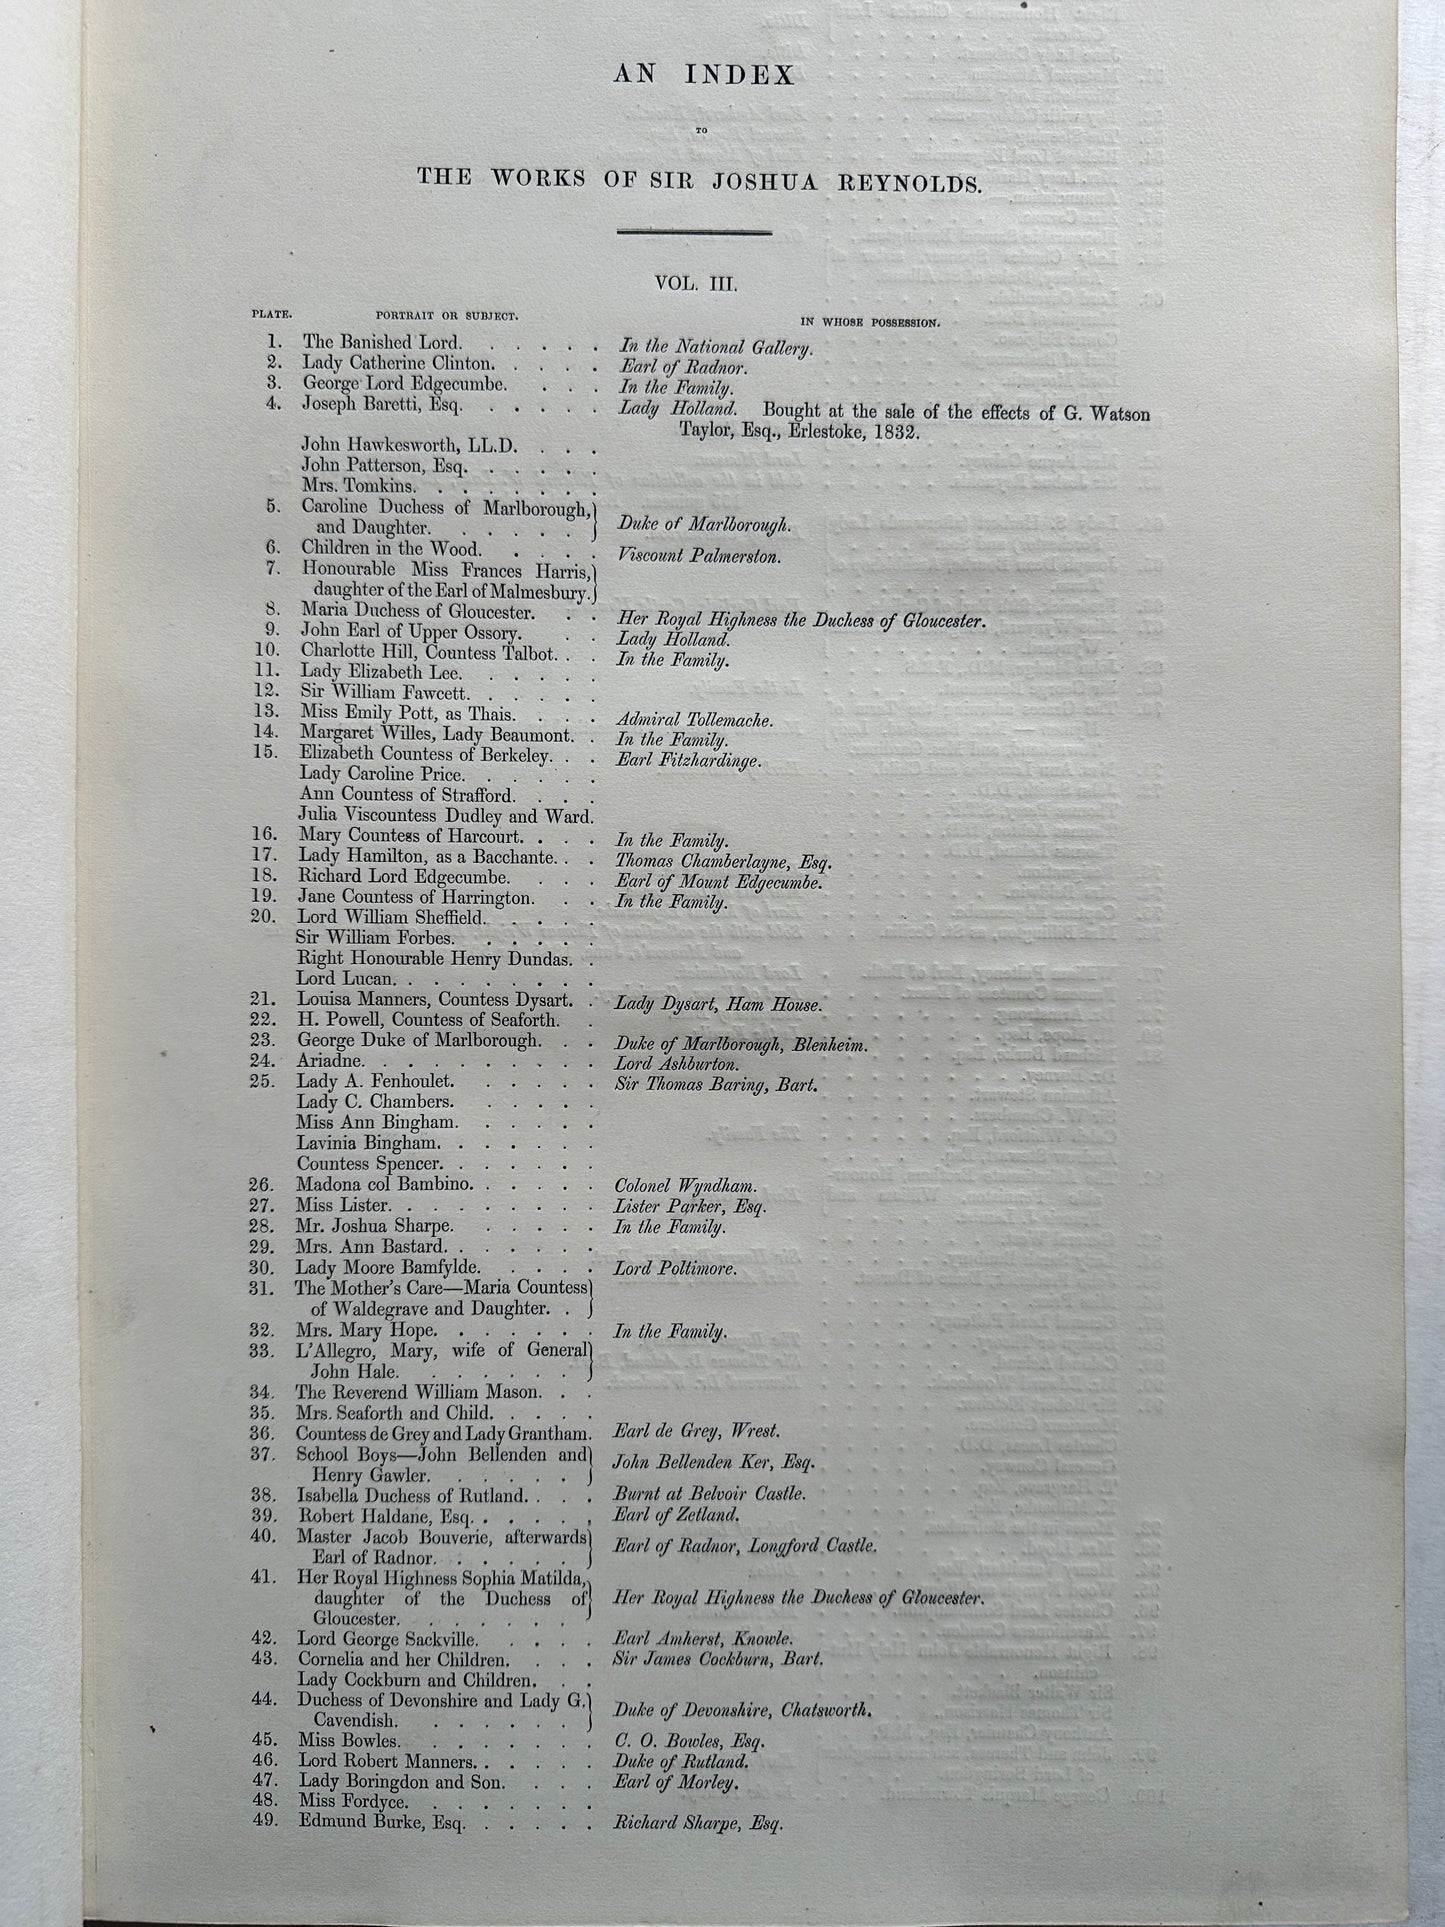 AN INDEX
TO
THE WORKS OF SIR JOSHUA REYNOLDS.
VOL. III.
PLATE. PORTRAIT OR SUBJECT. IN WHOSE POSSESSION.
1. The Banished Lord. . . . . . In the National Gallery.
2. Lady Catherine Clinton. . . . . Earl of Radnor.
3. George Lord Edgecumbe. . . . In the Family.
4. Joseph Baretti, Esq. . . . . . Lady Holland. Bought at the sale of the effects of G. Watson
Taylor, Esq., Erlestoke, 1832.
John Hawkesworth, LL.D. . . .
John Patterson, Esq. . . . . .
Mrs. Tomkins. . . . . . . .
5. Caroline Duchess of Marlborough,
and Daughter. . . . . . Duke of Marlborough.
6. Children in the Wood. . . . . Viscount Palmerston.
7. Honourable Miss Frances Harris,
daughter of the Earl of Malmesbury.
8. Maria Duchess of Gloucester. . . Her Royal Highness the Duchess of Gloucester.
9. John Earl of Upper Ossory. . . Lady Holland.
10. Charlotte Hill, Countess Talbot. . . In the Family.
11. Lady Elizabeth Lee. . . . . .
12. Sir William Fawcett. . . . . .
13. Miss Emily Pott, as Thais. . . . Admiral Tollemache.
14. Margaret Willes, Lady Beaumont. . In the Family.
15. Elizabeth Countess of Berkeley. . . Earl Fitzhardinge.
Lady Caroline Price. . . . . .
Ann Countess of Strafford. . . .
Julia Viscountess Dudley and Ward.
16. Mary Countess of Harcourt. . . . In the Family.
17. Lady Hamilton, as a Bacchante. . . Thomas Chamberlayne, Esq.
18. Richard Lord Edgecumbe. . . . Earl of Mount Edgecumbe.
19. Jane Countess of Harrington. . . In the Family.
20. Lord William Sheffield. . . . .
Sir William Forbes. . . . . .
Right Honourable Henry Dundas. .
Lord Lucan. . . . . . . . .
21. Louisa Manners, Countess Dysart. . Lady Dysart, Ham House.
22. H. Powell, Countess of Seaforth. .
23. George Duke of Marlborough. . . Duke of Marlborough, Blenheim.
24. Ariadne. . . . . . . . . . Lord Ashburton.
25. Lady A. Fenhoulet. . . . . . Sir Thomas Baring, Bart.
Lady C. Chambers. . . . . .
Miss Ann Bingham. . . . . .
Lavinia Bingham. . . . . . .
Countess Spencer. . . . . . .
26. Madona col Bambino. . . . . . Colonel Wyndham.
27. Miss Lister. . . . . . . . . Lister Parker, Esq.
28. Mr. Joshua Sharpe. . . . . . In the Family.
29. Mrs. Ann Bastard. . . . . . .
30. Lady Moore Bamfylde. . . . . Lord Poltimore.
31. The Mother's Care—Maria Countess
of Waldegrave and Daughter. .
32. Mrs. Mary Hope. . . . . . . In the Family.
33. L'Allegro, Mary, wife of General
John Hale. . . . . . .
34. The Reverend William Mason. . .
35. Mrs. Seaforth and Child. . . . .
36. Countess de Grey and Lady Grantham. Earl de Grey, Wrest.
37. School Boys—John Bellenden and
Henry Gawler. . . . . . John Bellenden Ker, Esq.
38. Isabella Duchess of Rutland. . . . Burnt at Belvoir Castle.
39. Robert Haldane, Esq. . . . . . Earl of Zetland.
40. Master Jacob Bouverie, afterwards
Earl of Radnor. . . . . . Earl of Radnor, Longford Castle.
41. Her Royal Highness Sophia Matilda,
daughter of the Duchess of Her Royal Highness the Duchess of Gloucester.
Gloucester. . . . . . .
42. Lord George Sackville. . . . . Earl Amherst, Knowle.
43. Cornelia and her Children. . . . Sir James Cockburn, Bart.
Lady Cockburn and Children. . .
44. Duchess of Devonshire and Lady G.
Cavendish. . . . . . . Duke of Devonshire, Chatsworth.
45. Miss Bowles. . . . . . . . C. O. Bowles, Esq.
46. Lord Robert Manners. . . . . . Duke of Rutland.
47. Lady Boringdon and Son. . . . Earl of Morley.
48. Miss Fordyce. . . . . . . .
49. Edmund Burke, Esq. . . . . . Richard Sharpe, Esq.